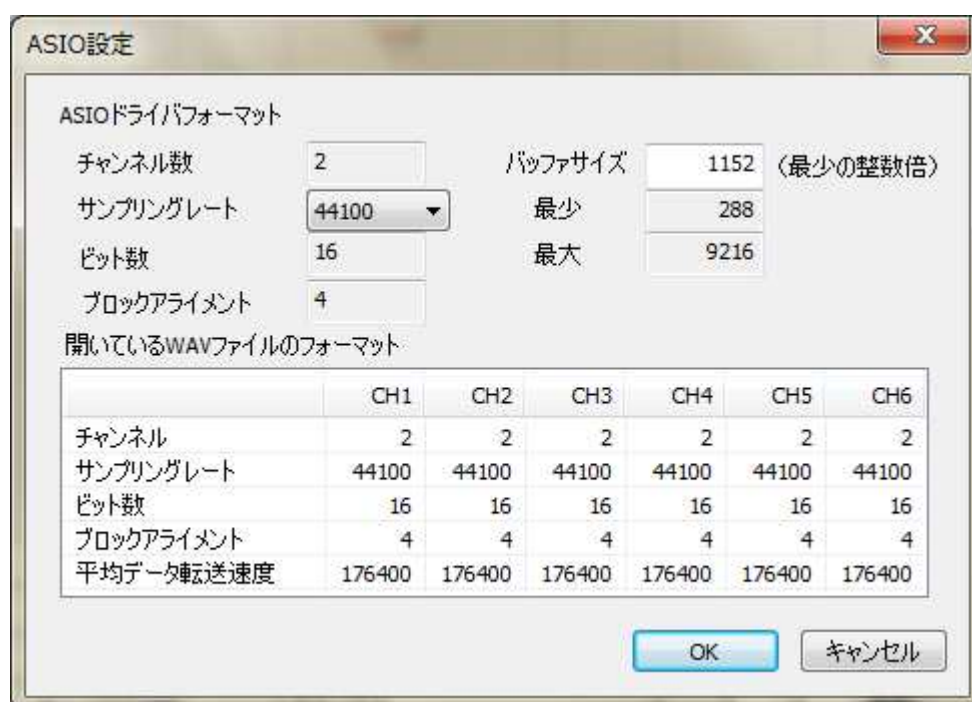 ASIO設定
ASIOドライバフォーマット
チャンネル数 2 バッファサイズ 1152 (最少の整数倍)
サンプリングレート 44100 最少 288
ビット数 16 最大 9216
ブロックアライメント 4
開いているWAVファイルのフォーマット
CH1 CH2 CH3 CH4 CH5 CH6
チャンネル 2 2 2 2 2 2
サンプリングレート 44100 44100 44100 44100 44100 44100
ビット数 16 16 16 16 16 16
ブロックアライメント 4 4 4 4 4 4
平均データ転送速度 176400 176400 176400 176400 176400 176400
OK キャンセル